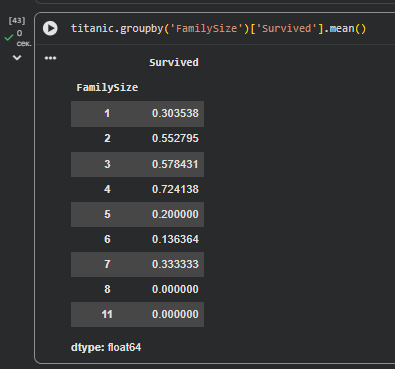 [43]
0
сек.
titanic.groupby('FamilySize')['Survived'].mean()
Survived
FamilySize
1 0.303538
2 0.552795
3 0.578431
4 0.724138
5 0.200000
6 0.136364
7 0.333333
8 0.000000
11 0.000000
dtype: float64